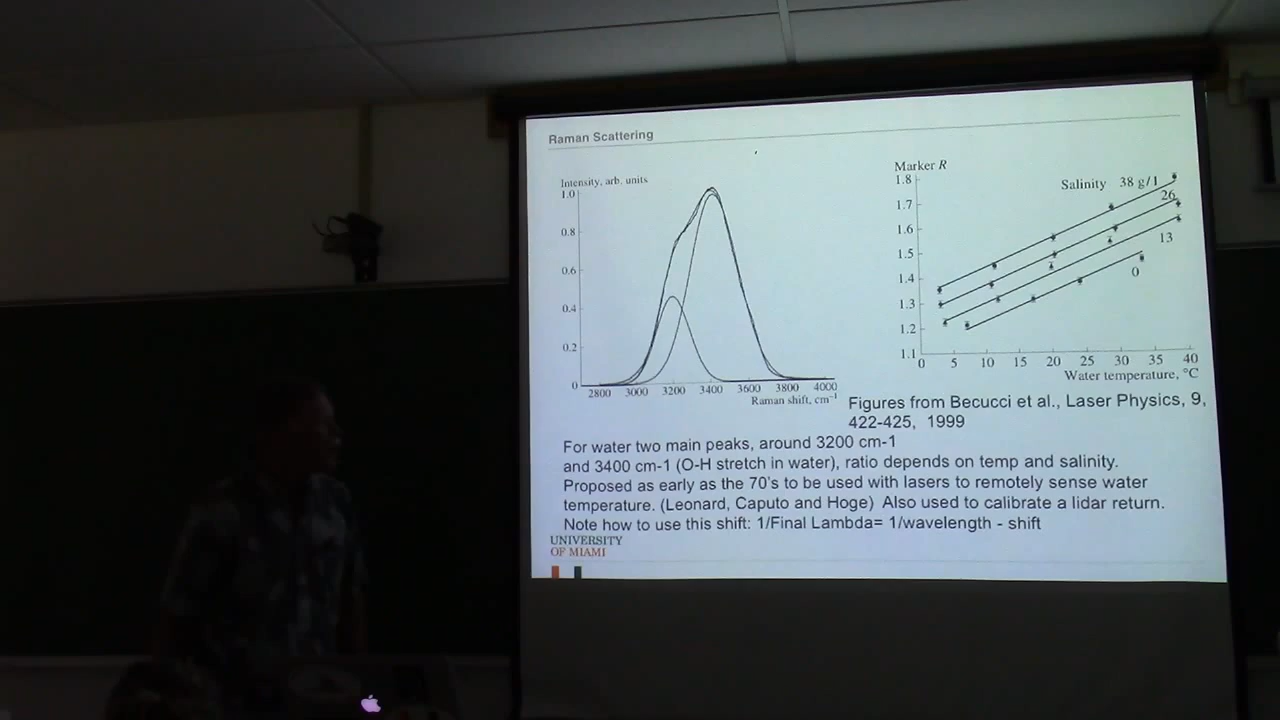 Raman Scattering
Intensity, arb. units
1.0
0.8
0.6
0.4
0.2
0
2800 3000 3200 3400 3600 3800 4000
Raman shift, cm-1
Marker R
1.8
1.7
1.6
1.5
1.4
1.3
1.2
1.1
Salinity 38 g/l
26
13
0
0 5 10 15 20 25 30 35 40
Water temperature, °C
Figures from Becucci et al., Laser Physics, 9,
422-425, 1999
For water two main peaks, around 3200 cm-1
and 3400 cm-1 (O-H stretch in water), ratio depends on temp and salinity.
Proposed as early as the 70's to be used with lasers to remotely sense water
temperature. (Leonard, Caputo and Hoge) Also used to calibrate a lidar return.
Note how to use this shift: 1/Final Lambda= 1/wavelength - shift
UNIVERSITY
OF MIAMI